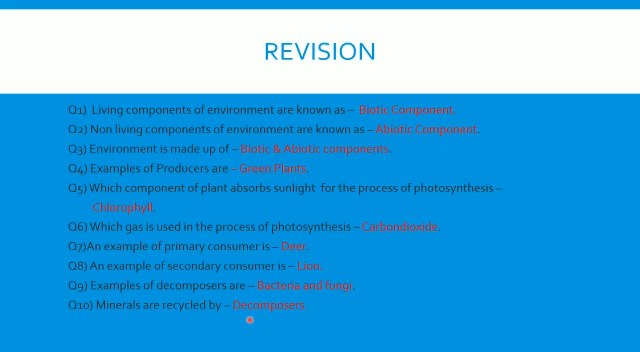 REVISION
Q1) Living components of environment are known as – Biotic Component.
Q2) Non living components of environment are known as – Abiotic Component.
Q3) Environment is made up of – Biotic & Abiotic components.
Q4) Examples of Producers are – Green Plants.
Q5) Which component of plant absorbs sunlight for the process of photosynthesis –
Chlorophyll.
Q6) Which gas is used in the process of photosynthesis – Carbondioxide.
Q7)An example of primary consumer is – Deer.
Q8) An example of secondary consumer is – Lion.
Q9) Examples of decomposers are – Bacteria and fungi.
Q10) Minerals are recycled by – Decomposers.